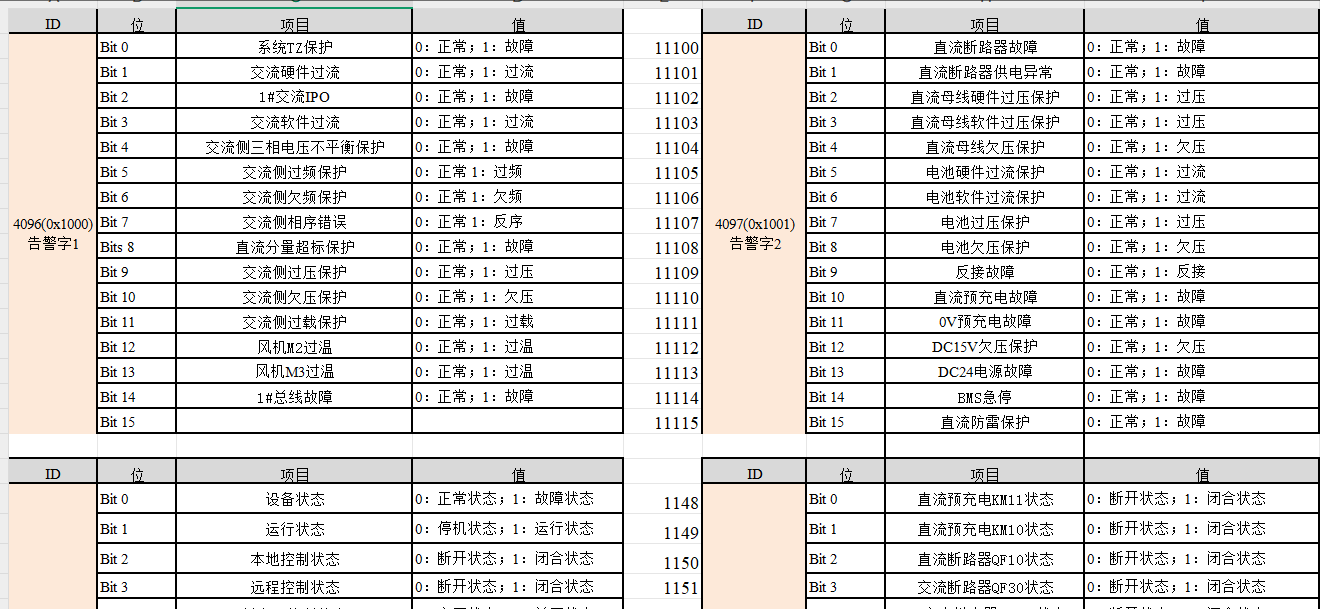 ID 位 项目 值 ID 位 项目 值
Bit 0 系统TZ保护 0：正常；1：故障 11100 Bit 0 直流断路器故障 0：正常；1：故障
Bit 1 交流硬件过流 0：正常；1：过流 11101 Bit 1 直流断路器供电异常 0：正常；1：故障
Bit 2 1#交流IPO 0：正常；1：故障 11102 Bit 2 直流母线硬件过压保护 0：正常；1：过压
Bit 3 交流软件过流 0：正常；1：过流 11103 Bit 3 直流母线软件过压保护 0：正常；1：过压
Bit 4 交流侧三相电压不平衡保护 0：正常；1：故障 11104 Bit 4 直流母线欠压保护 0：正常；1：欠压
Bit 5 交流侧过频保护 0：正常 1：过频 11105 Bit 5 电池硬件过流保护 0：正常；1：过流
Bit 6 交流侧欠频保护 0：正常 1：欠频 11106 Bit 6 电池软件过流保护 0：正常；1：过流
4096(0x1000) Bit 7 交流侧相序错误 0：正常 1：反序 11107 4097(0x1001) Bit 7 电池过压保护 0：正常；1：过压
告警字1 Bits 8 直流分量超标保护 0：正常；1：故障 11108 告警字2 Bit 8 电池欠压保护 0：正常；1：欠压
Bit 9 交流侧过压保护 0：正常；1：过压 11109 Bit 9 反接故障 0：正常；1：反接
Bit 10 交流侧欠压保护 0：正常；1：欠压 11110 Bit 10 直流预充电故障 0：正常；1：故障
Bit 11 交流侧过载保护 0：正常；1：过载 11111 Bit 11 0V预充电故障 0：正常；1：故障
Bit 12 风机M2过温 0：正常；1：过温 11112 Bit 12 DC15V欠压保护 0：正常；1：欠压
Bit 13 风机M3过温 0：正常；1：过温 11113 Bit 13 DC24电源故障 0：正常；1：故障
Bit 14 1#总线故障 0：正常；1：故障 11114 Bit 14 BMS急停 0：正常；1：故障
Bit 15 11115 Bit 15 直流防雷保护 0：正常；1：故障
ID 位 项目 值 ID 位 项目 值
Bit 0 设备状态 0：正常状态；1：故障状态 1148 Bit 0 直流预充电KM11状态 0：断开状态；1：闭合状态
Bit 1 运行状态 0：停机状态；1：运行状态 1149 Bit 1 直流预充电KM10状态 0：断开状态；1：闭合状态
Bit 2 本地控制状态 0：断开状态；1：闭合状态 1150 Bit 2 直流断路器QF10状态 0：断开状态；1：闭合状态
Bit 3 远程控制状态 0：断开状态；1：闭合状态 1151 Bit 3 交流断路器QF30状态 0：断开状态；1：闭合状态